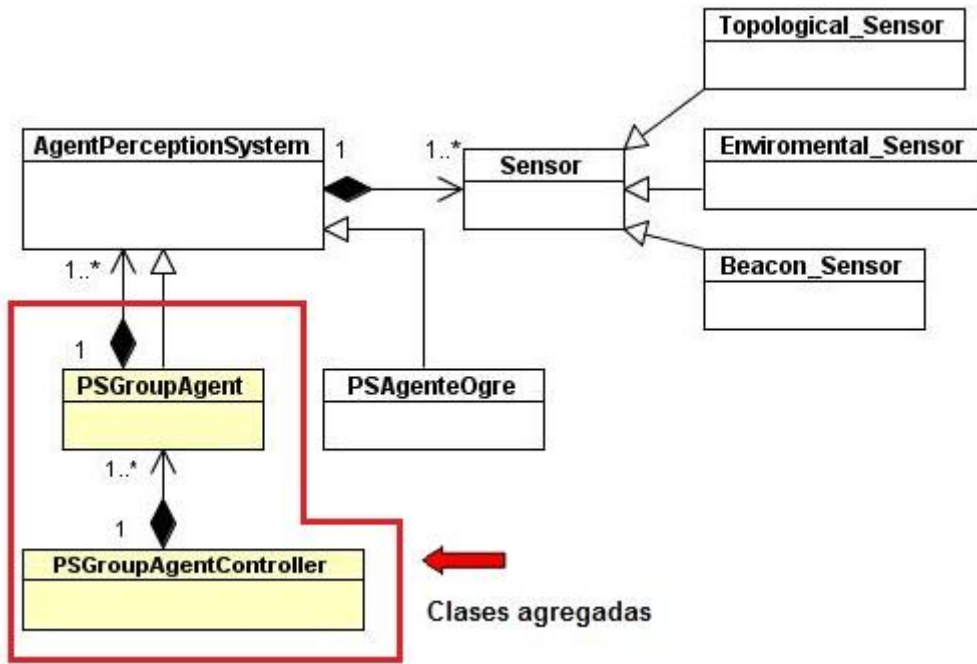 Topological_Sensor
AgentPerceptionSystem
1
1..*
Sensor
Enviromental_Sensor
Beacon_Sensor
1..*
1
PSGroupAgent
PSAgenteOgre
1..*
1
PSGroupAgentController
Clases agregadas